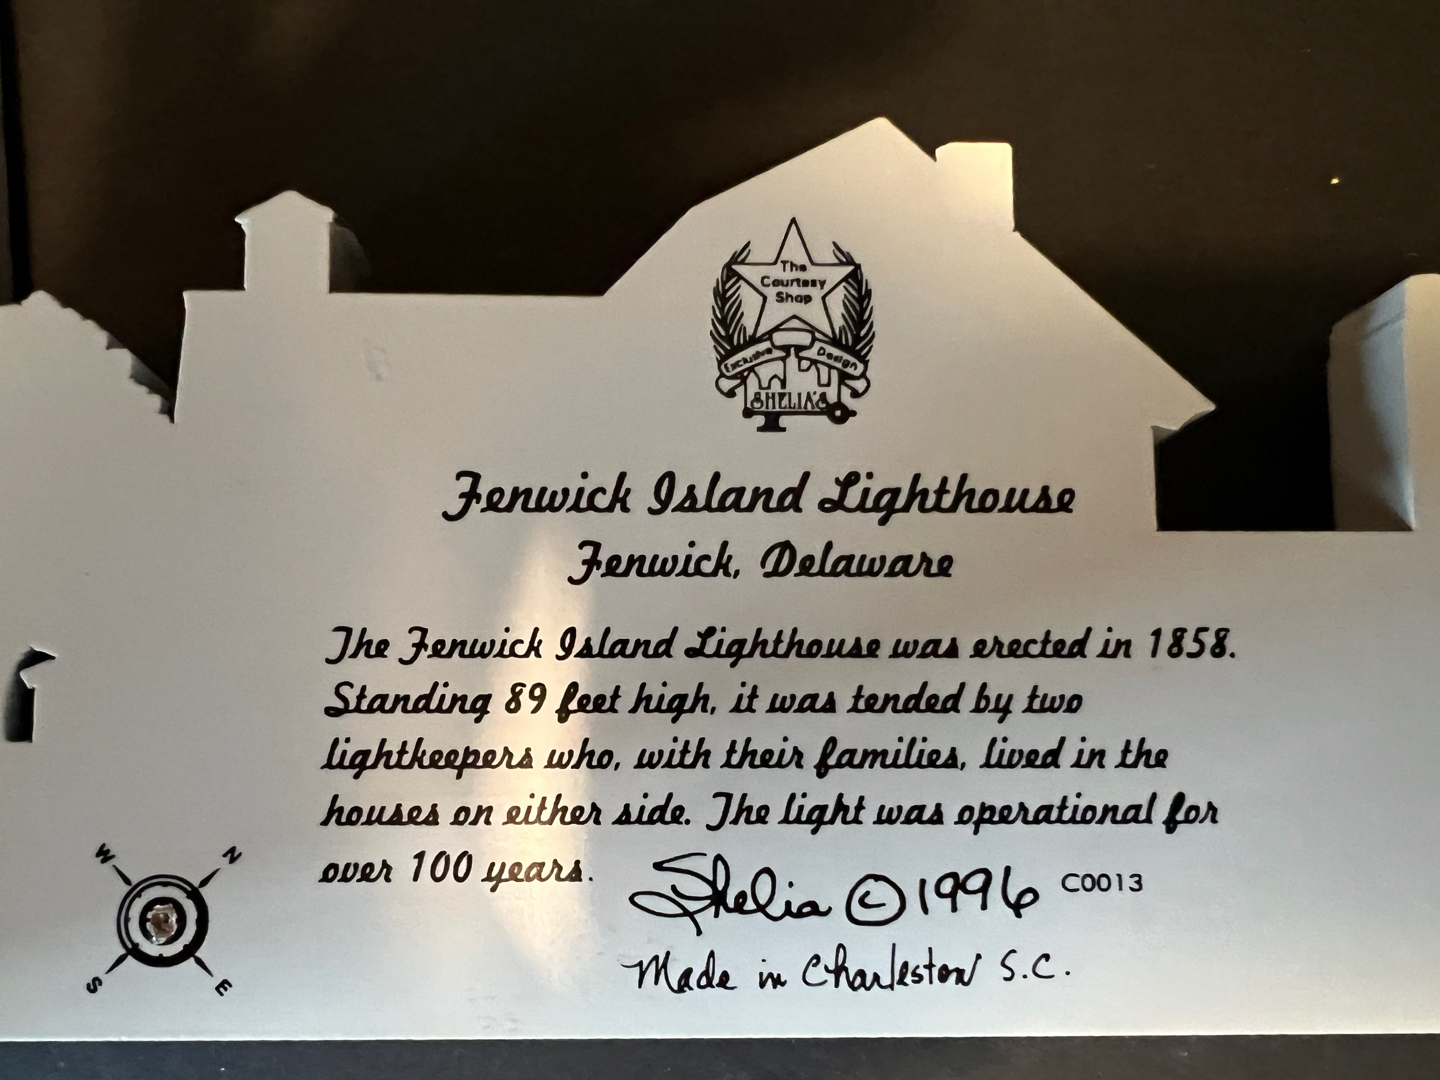 The
Courtesy
Shop
Exclusive Design
SHELIA'S
Fenwick Island Lighthouse
Fenwick, Delaware
The Fenwick Island Lighthouse was erected in 1858.
Standing 89 feet high, it was tended by two
lightkeepers who, with their families, lived in the
houses on either side. The light was operational for
over 100 years.
Shelia © 1996 C0013
Made in Charleston S.C.
W N
S E